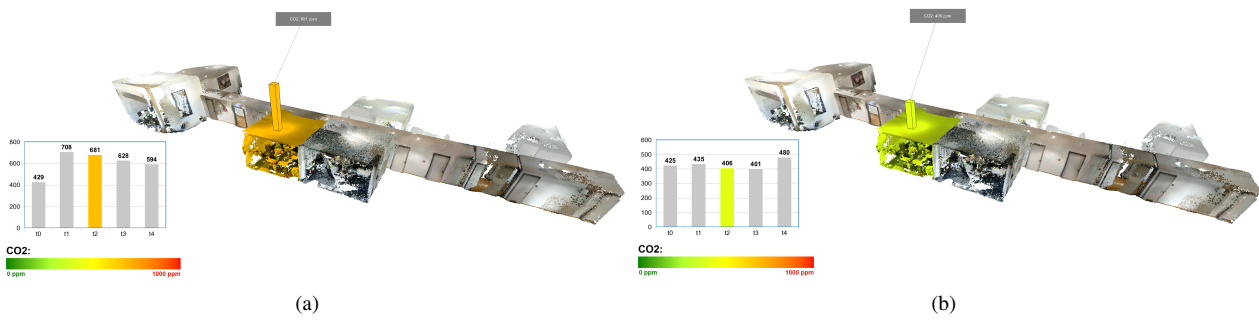 CO2: 681 ppm
800
600
400
200
0
429
708
681
628
594
t0 t1 t2 t3 t4
CO2:
0 ppm 1000 ppm
(a)
CO2: 406 ppm
600
500
400
300
200
100
0
425
435
406
401
480
t0 t1 t2 t3 t4
CO2:
0 ppm 1000 ppm
(b)